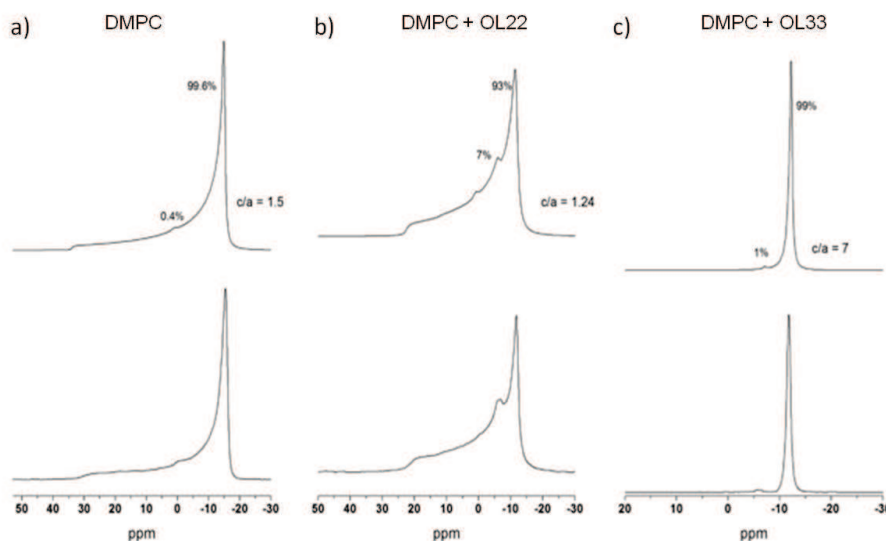 a) DMPC
b) DMPC + OL22
c) DMPC + OL33
99.6%
0.4%
c/a = 1.5
93%
7%
c/a = 1.24
99%
1%
c/a = 7
50 40 30 20 10 0 -10 -20 -30
ppm
50 40 30 20 10 0 -10 -20 -30
ppm
20 10 0 -10 -20 -30
ppm